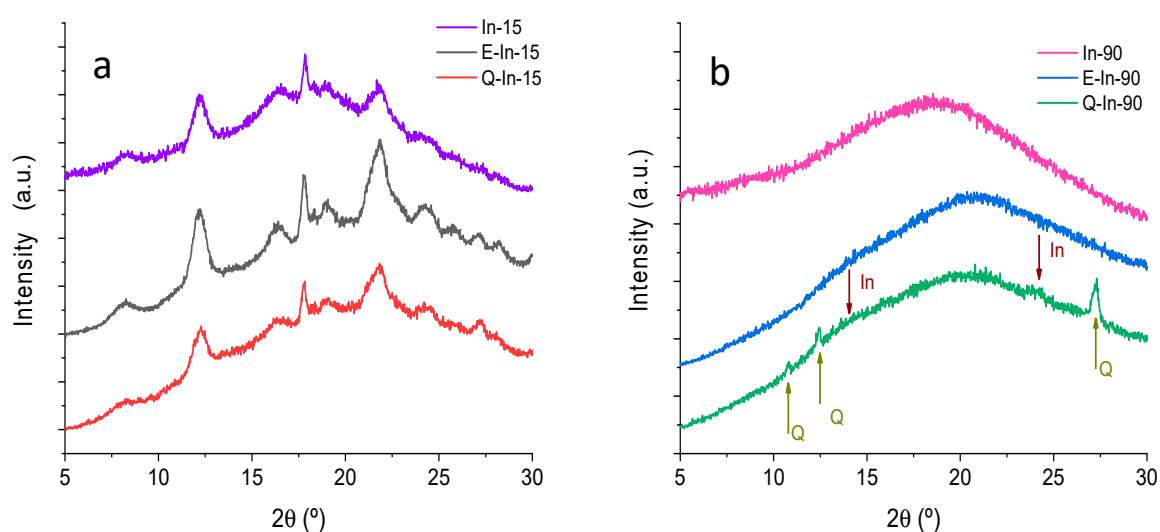 a
In-15
E-In-15
Q-In-15
Intensity (a.u.)
5 10 15 20 25 30
2θ (º)
b
In-90
E-In-90
Q-In-90
Intensity (a.u.)
In
In
Q
Q
Q
5 10 15 20 25 30
2θ (º)